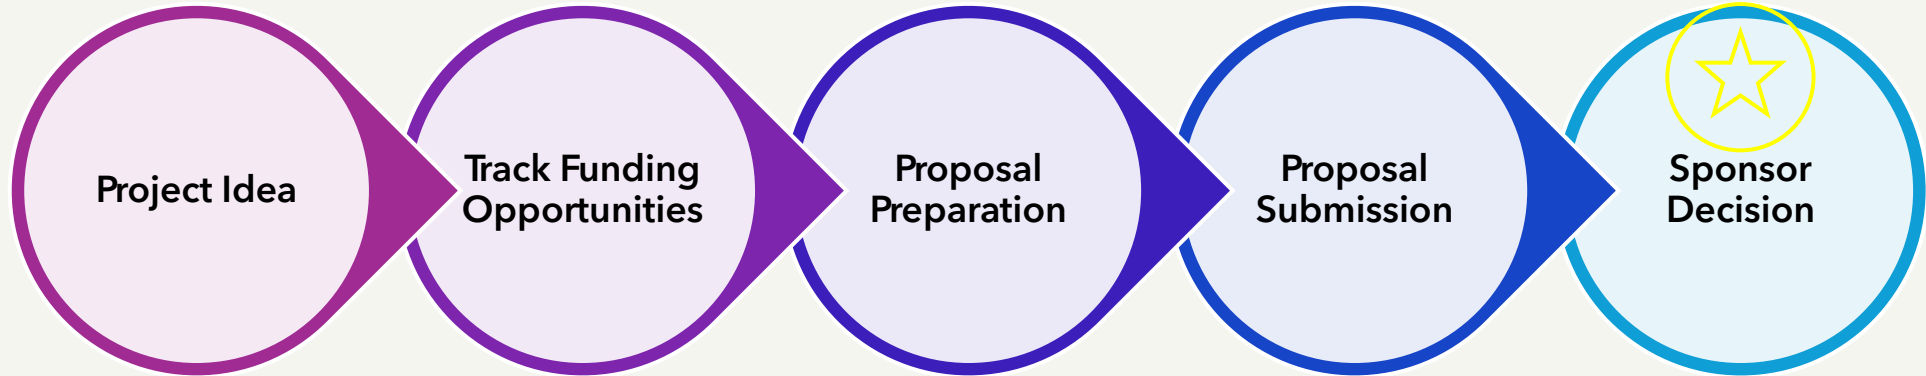 Project Idea
Track Funding
Opportunities
Proposal
Preparation
Proposal
Submission
Sponsor
Decision